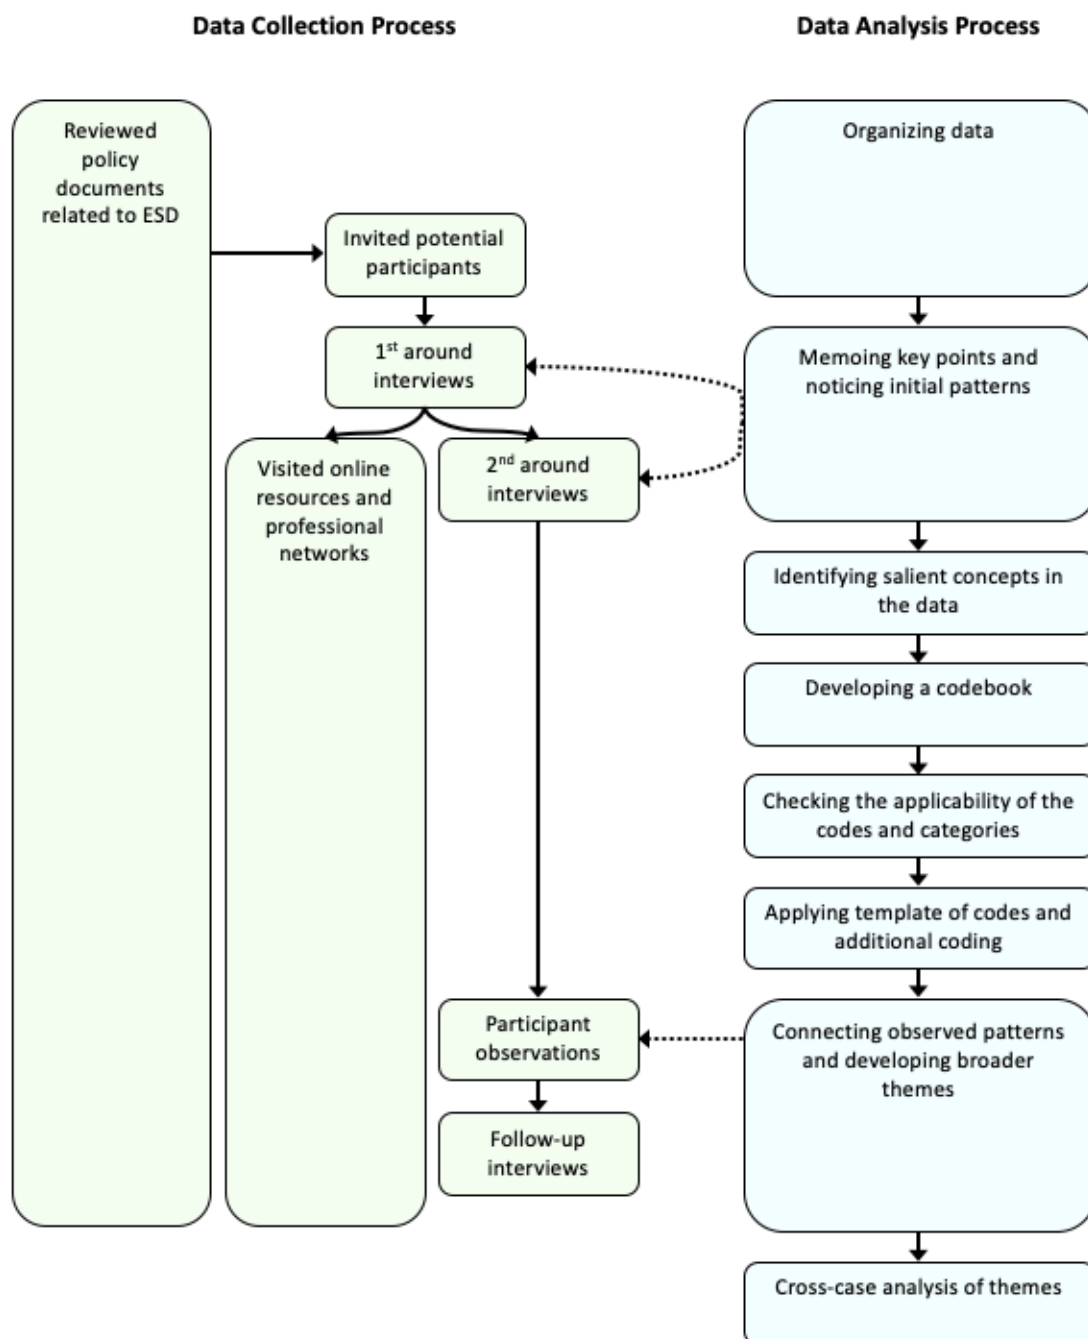 Data Collection Process
Data Analysis Process
Reviewed
policy
documents
related to ESD
Invited potential
participants
1st around
interviews
Visited online
resources and
professional
networks
2nd around
interviews
Participant
observations
Follow-up
interviews
Organizing data
Memoing key points and
noticing initial patterns
Identifying salient concepts in
the data
Developing a codebook
Checking the applicability of the
codes and categories
Applying template of codes and
additional coding
Connecting observed patterns
and developing broader
themes
Cross-case analysis of themes